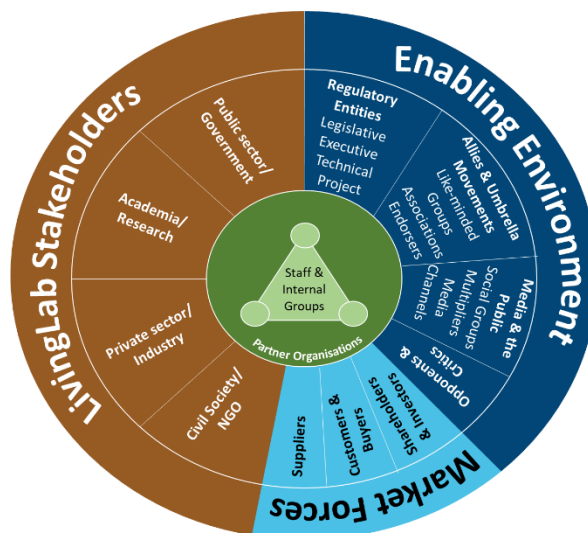 LivingLab Stakeholders
Public sector/
Government
Academia/
Research
Private sector/
Industry
Civil Society/
NGO
Enabling Environment
Regulatory
Entities
Legislative
Executive
Technical
Project
Allies & Umbrella
Movements
Like-minded
Groups
Associations
Endorsers
Media & the
Public
Social Groups
Multipliers
Media
Channels
Opponents &
Critics
Market Forces
Shareholders
& Investors
Customers &
Buyers
Suppliers
Staff &
Internal
Groups
Partner Organisations